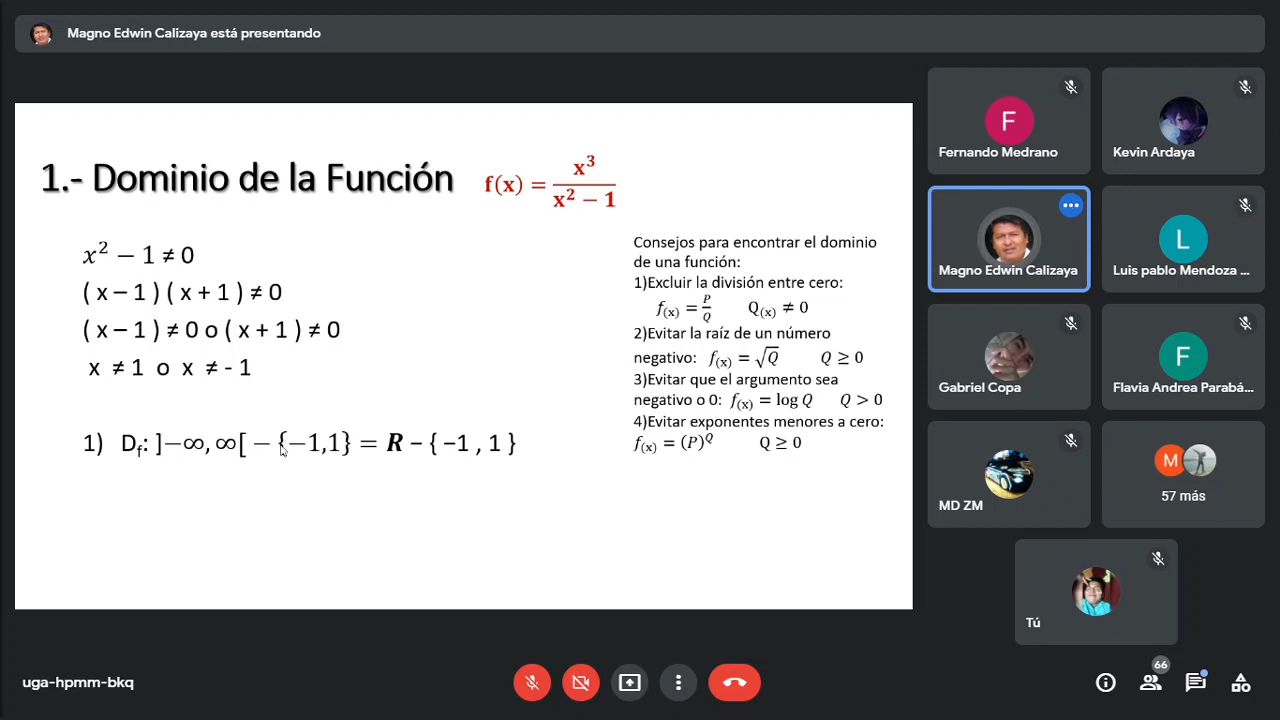 Magno Edwin Calizaya está presentando
1.- Dominio de la Función
f(x) = x³ / x² − 1
x² − 1 ≠ 0
( x – 1 ) ( x + 1 ) ≠ 0
( x – 1 ) ≠ 0 o ( x + 1 ) ≠ 0
x ≠ 1 o x ≠ - 1
1) D_f: ]−∞, ∞[ − {−1,1} = R − { −1 , 1 }
Consejos para encontrar el dominio
de una función:
1)Excluir la división entre cero:
f₍ₓ₎ = P/Q Q₍ₓ₎ ≠ 0
2)Evitar la raíz de un número
negativo: f₍ₓ₎ = √Q Q ≥ 0
3)Evitar que el argumento sea
negativo o 0: f₍ₓ₎ = log Q Q > 0
4)Evitar exponentes menores a cero:
f₍ₓ₎ = (P)^Q Q ≥ 0
F
Fernando Medrano
Kevin Ardaya
Magno Edwin Calizaya
L
Luis pablo Mendoza ...
Gabriel Copa
F
Flavia Andrea Parabá...
MD ZM
M
57 más
Tú
uga-hpmm-bkq
66